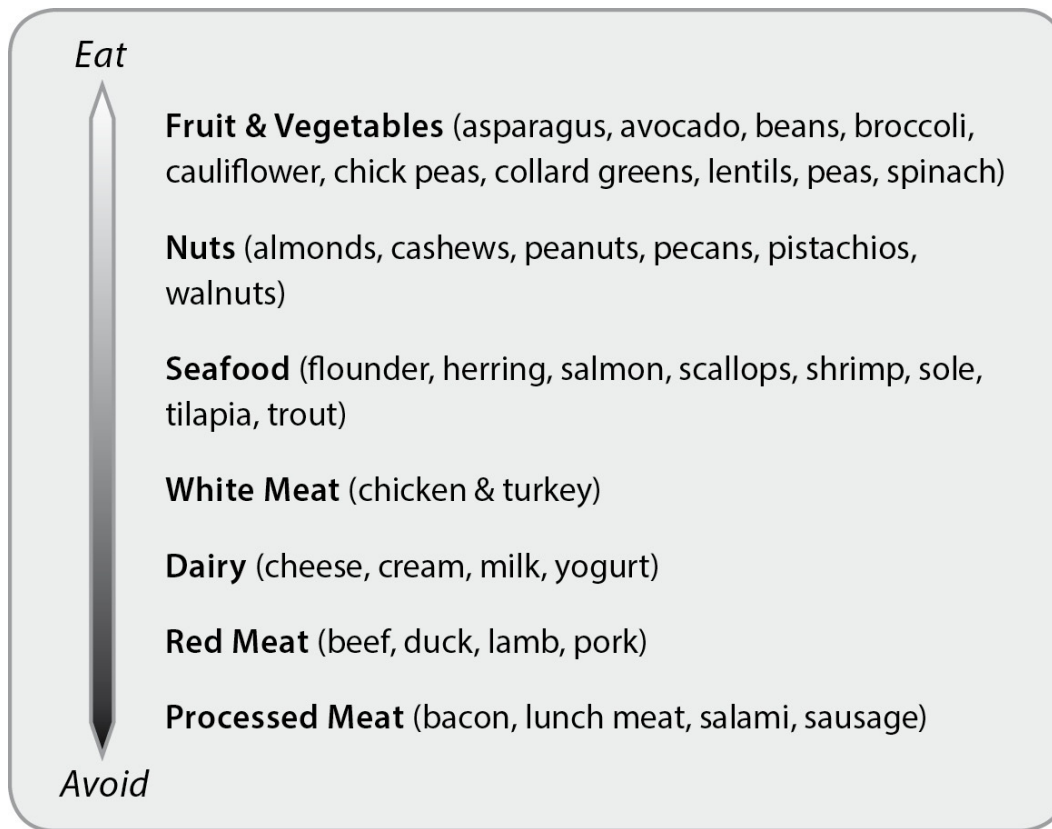 Eat
Fruit & Vegetables (asparagus, avocado, beans, broccoli,
cauliflower, chick peas, collard greens, lentils, peas, spinach)
Nuts (almonds, cashews, peanuts, pecans, pistachios,
walnuts)
Seafood (flounder, herring, salmon, scallops, shrimp, sole,
tilapia, trout)
White Meat (chicken & turkey)
Dairy (cheese, cream, milk, yogurt)
Red Meat (beef, duck, lamb, pork)
Processed Meat (bacon, lunch meat, salami, sausage)
Avoid